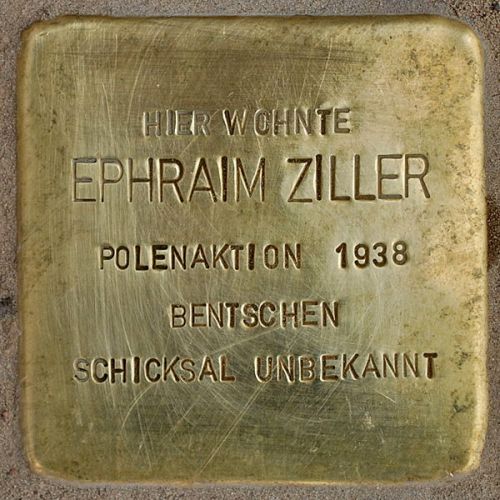 HIER WOHNTE
EPHRAIM ZILLER
POLENAKTION 1938
BENTSCHEN
SCHICKSAL UNBEKANNT